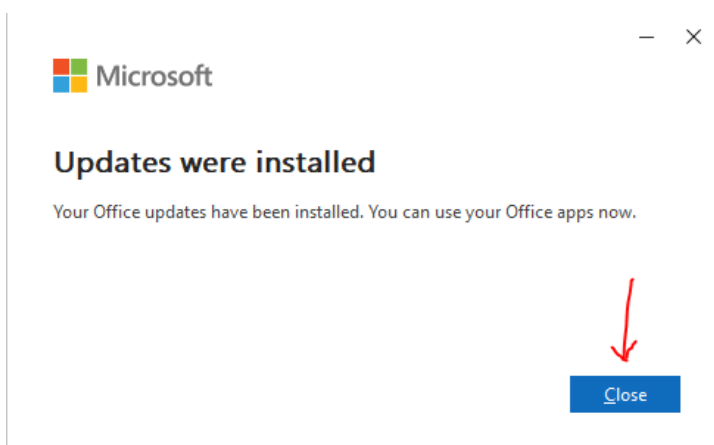 Microsoft
Updates were installed
Your Office updates have been installed. You can use your Office apps now.
Close